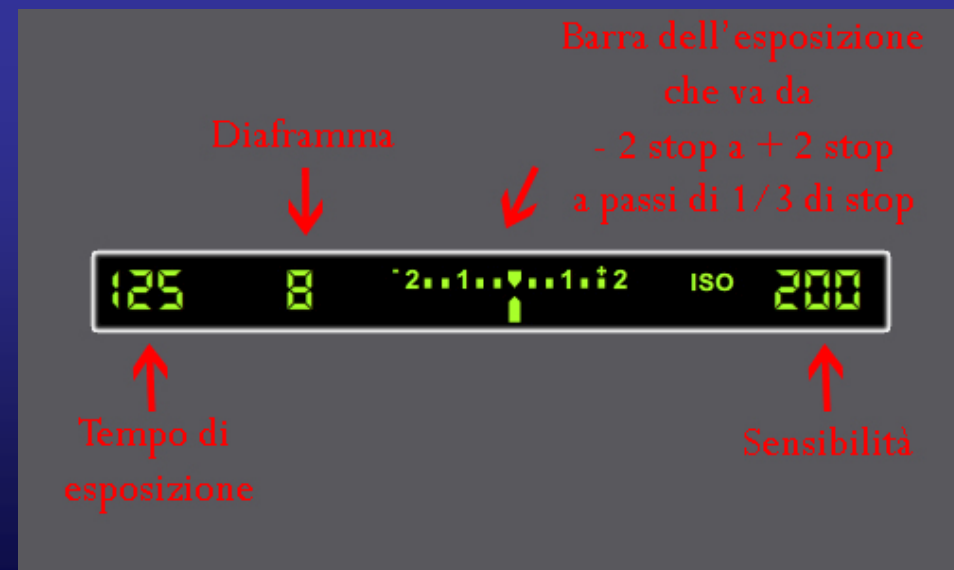 Barra dell'esposizione
che va da
- 2 stop a + 2 stop
a passi di 1/3 di stop
Diaframma
125 8 -2..1..▼..1..+2 ISO 200
Tempo di
esposizione
Sensibilità